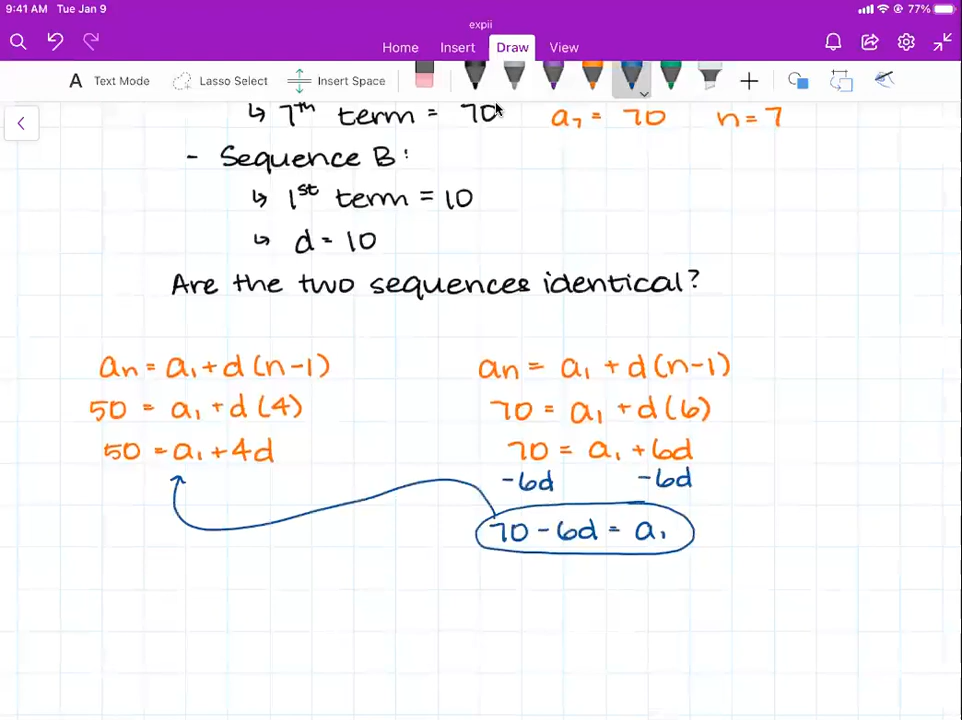 9:41 AM Tue Jan 9 77%
expii
Home Insert Draw View
A Text Mode Lasso Select Insert Space
↳ 7th term = 70 a₇ = 70 n = 7
- Sequence B:
↳ 1st term = 10
↳ d = 10
Are the two sequences identical?
an = a₁ + d(n-1) an = a₁ + d(n-1)
50 = a₁ + d(4) 70 = a₁ + d(6)
50 = a₁ + 4d 70 = a₁ + 6d
-6d -6d
70 - 6d = a₁